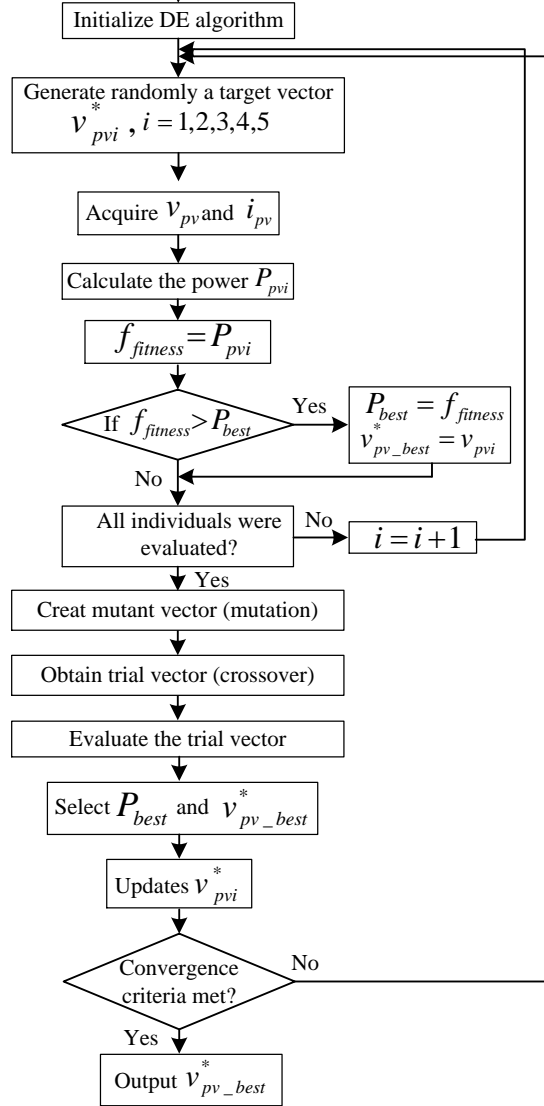 Initialize DE algorithm
Generate randomly a target vector
v*pvi , i = 1,2,3,4,5
Acquire vpv and ipv
Calculate the power Ppvi
ffitness = Ppvi
If ffitness > Pbest
Yes
Pbest = ffitness
v*pv_best = vpvi
No
All individuals were
evaluated?
No
i = i+1
Yes
Creat mutant vector (mutation)
Obtain trial vector (crossover)
Evaluate the trial vector
Select Pbest and v*pv_best
Updates v*pvi
Convergence
criteria met?
No
Yes
Output v*pv_best